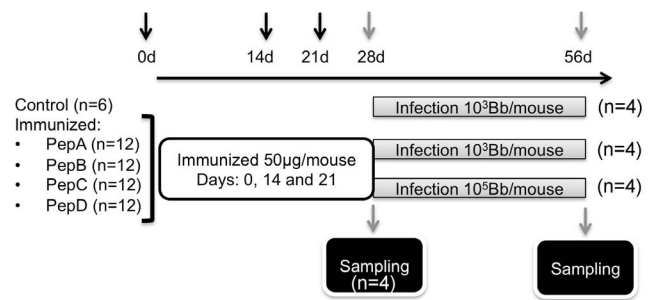 0d 14d 21d 28d 56d
Control (n=6)
Immunized:
• PepA (n=12)
• PepB (n=12)
• PepC (n=12)
• PepD (n=12)
Immunized 50µg/mouse
Days: 0, 14 and 21
Infection 10³Bb/mouse (n=4)
Infection 10³Bb/mouse (n=4)
Infection 10⁵Bb/mouse (n=4)
Sampling
(n=4)
Sampling